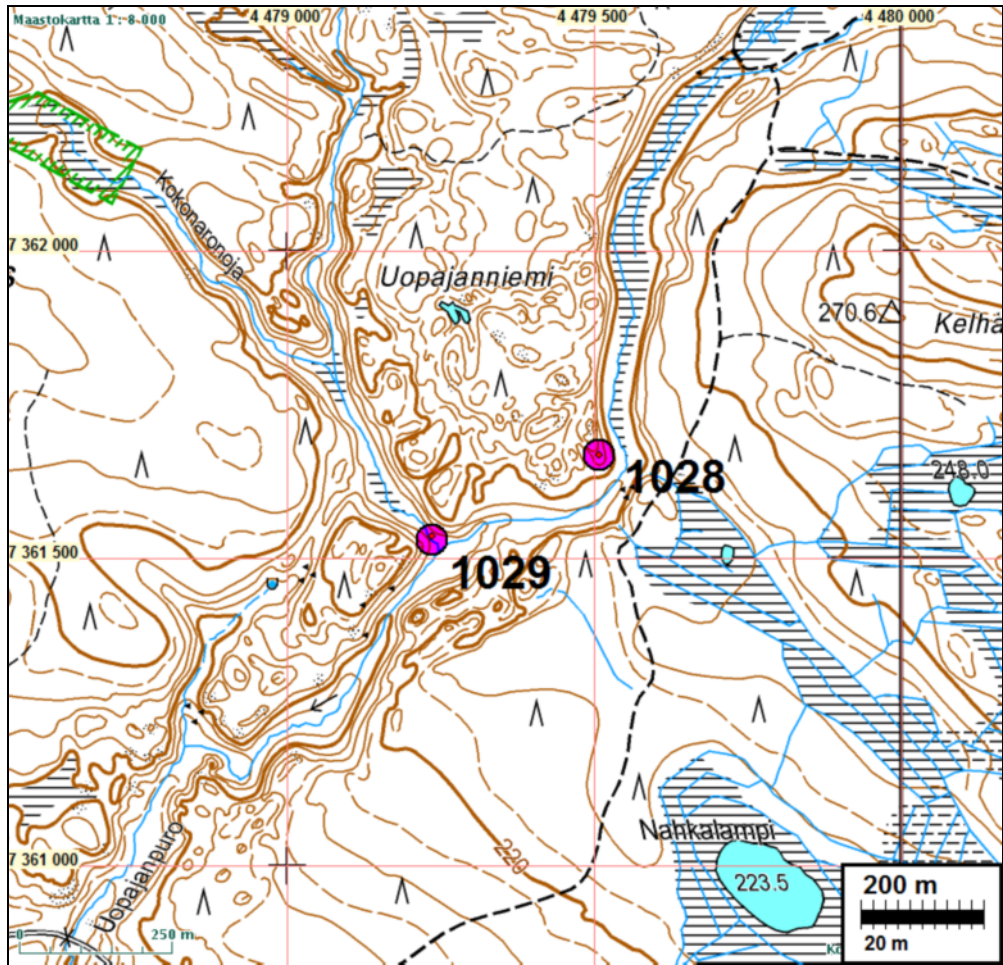 Maastokartta 1 : 8 000
4 479 000
4 479 500
4 480 000
Kokonaronoja
7 362 000
Uopajanniemi
270.6
Kelhä
1028
248.0
7 361 500
1029
Nahkalampi
220
7 361 000
223.5
Uopajanpuro
200 m
20 m
0
250 m